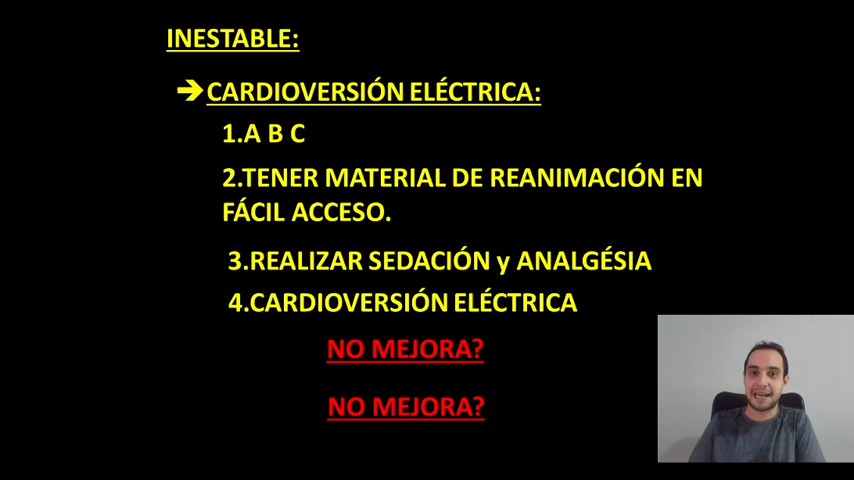 INESTABLE:
➔CARDIOVERSIÓN ELÉCTRICA:
1.A B C
2.TENER MATERIAL DE REANIMACIÓN EN
FÁCIL ACCESO.
3.REALIZAR SEDACIÓN y ANALGÉSIA
4.CARDIOVERSIÓN ELÉCTRICA
NO MEJORA?
NO MEJORA?